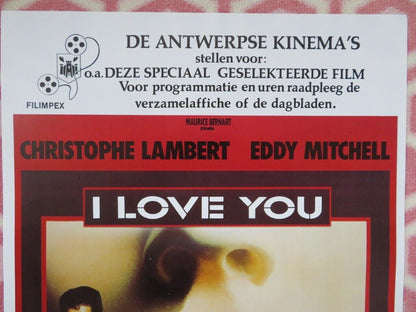 DE ANTWERPSE KINEMA'S
stellen voor:
o.a. DEZE SPECIAAL GESELEKTEERDE FILM
Voor programmatie en uren raadpleeg de
verzamelaffiche of de dagbladen.
FILIMPEX
MAURICE BERNART
présente
CHRISTOPHE LAMBERT EDDY MITCHELL
I LOVE YOU